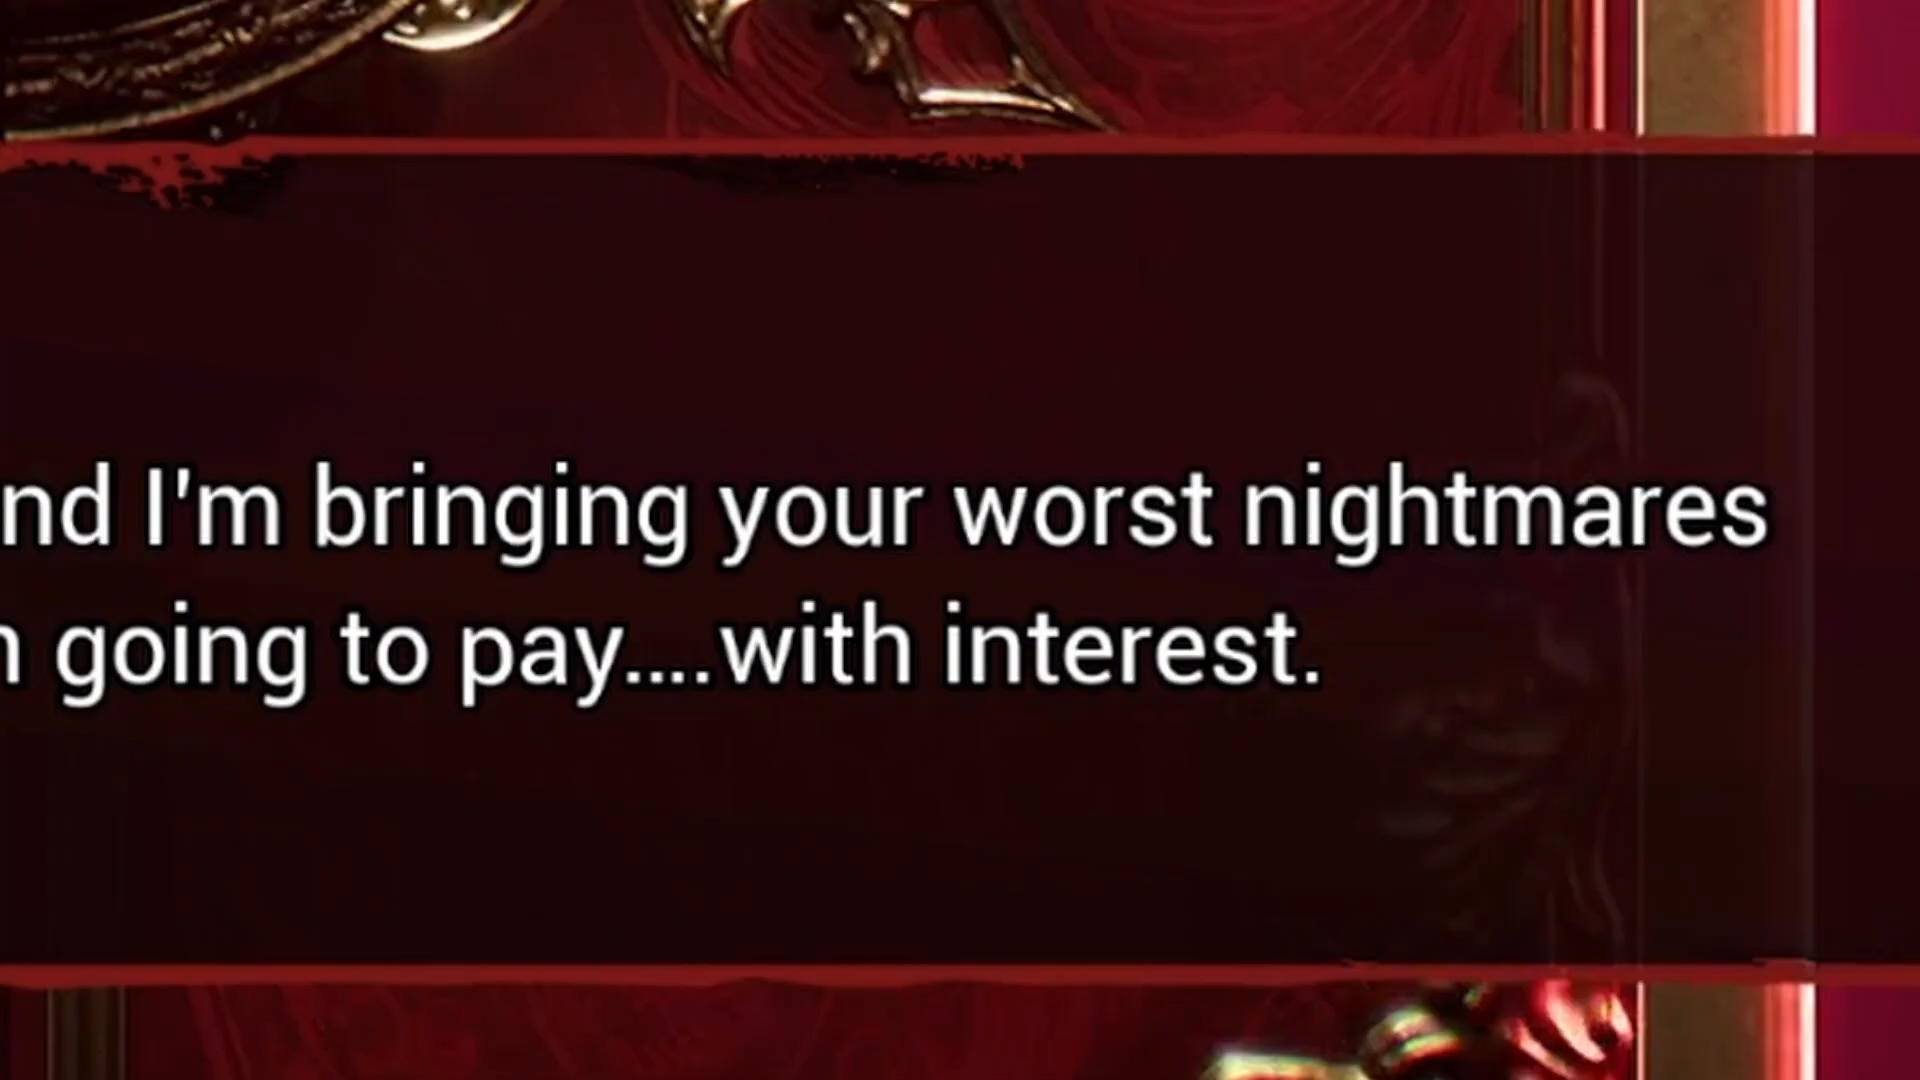 nd I'm bringing your worst nightmares
going to pay....with interest.